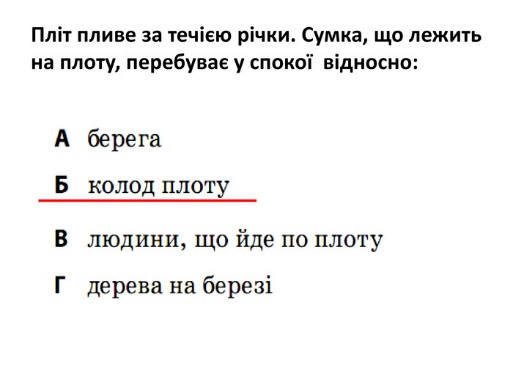 Пліт пливе за течією річки. Сумка, що лежить
на плоту, перебуває у спокої  відносно:
А берега
Б колод плоту
В людини, що йде по плоту
Г дерева на березі